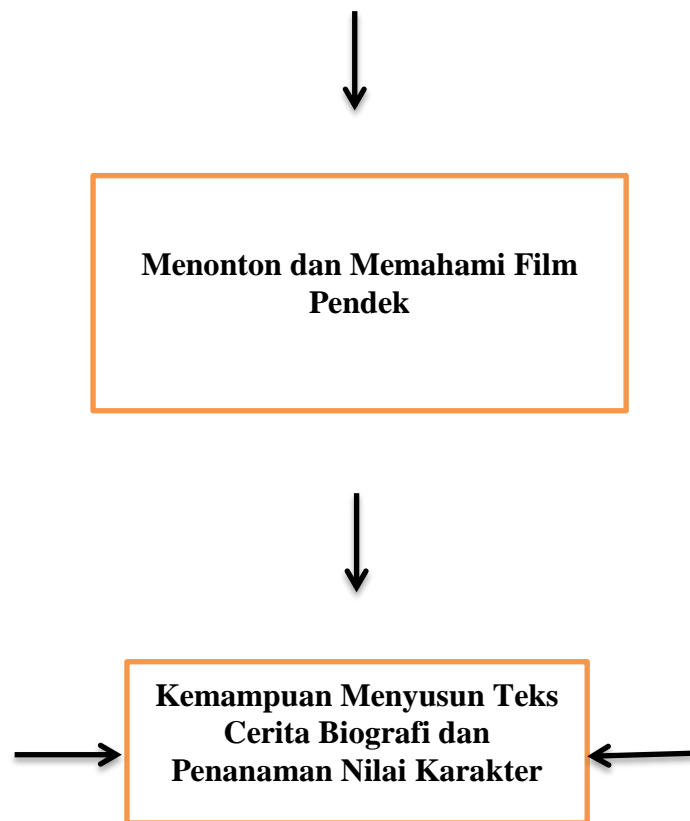 Menonton dan Memahami Film
Pendek
Kemampuan Menyusun Teks
Cerita Biografi dan
Penanaman Nilai Karakter